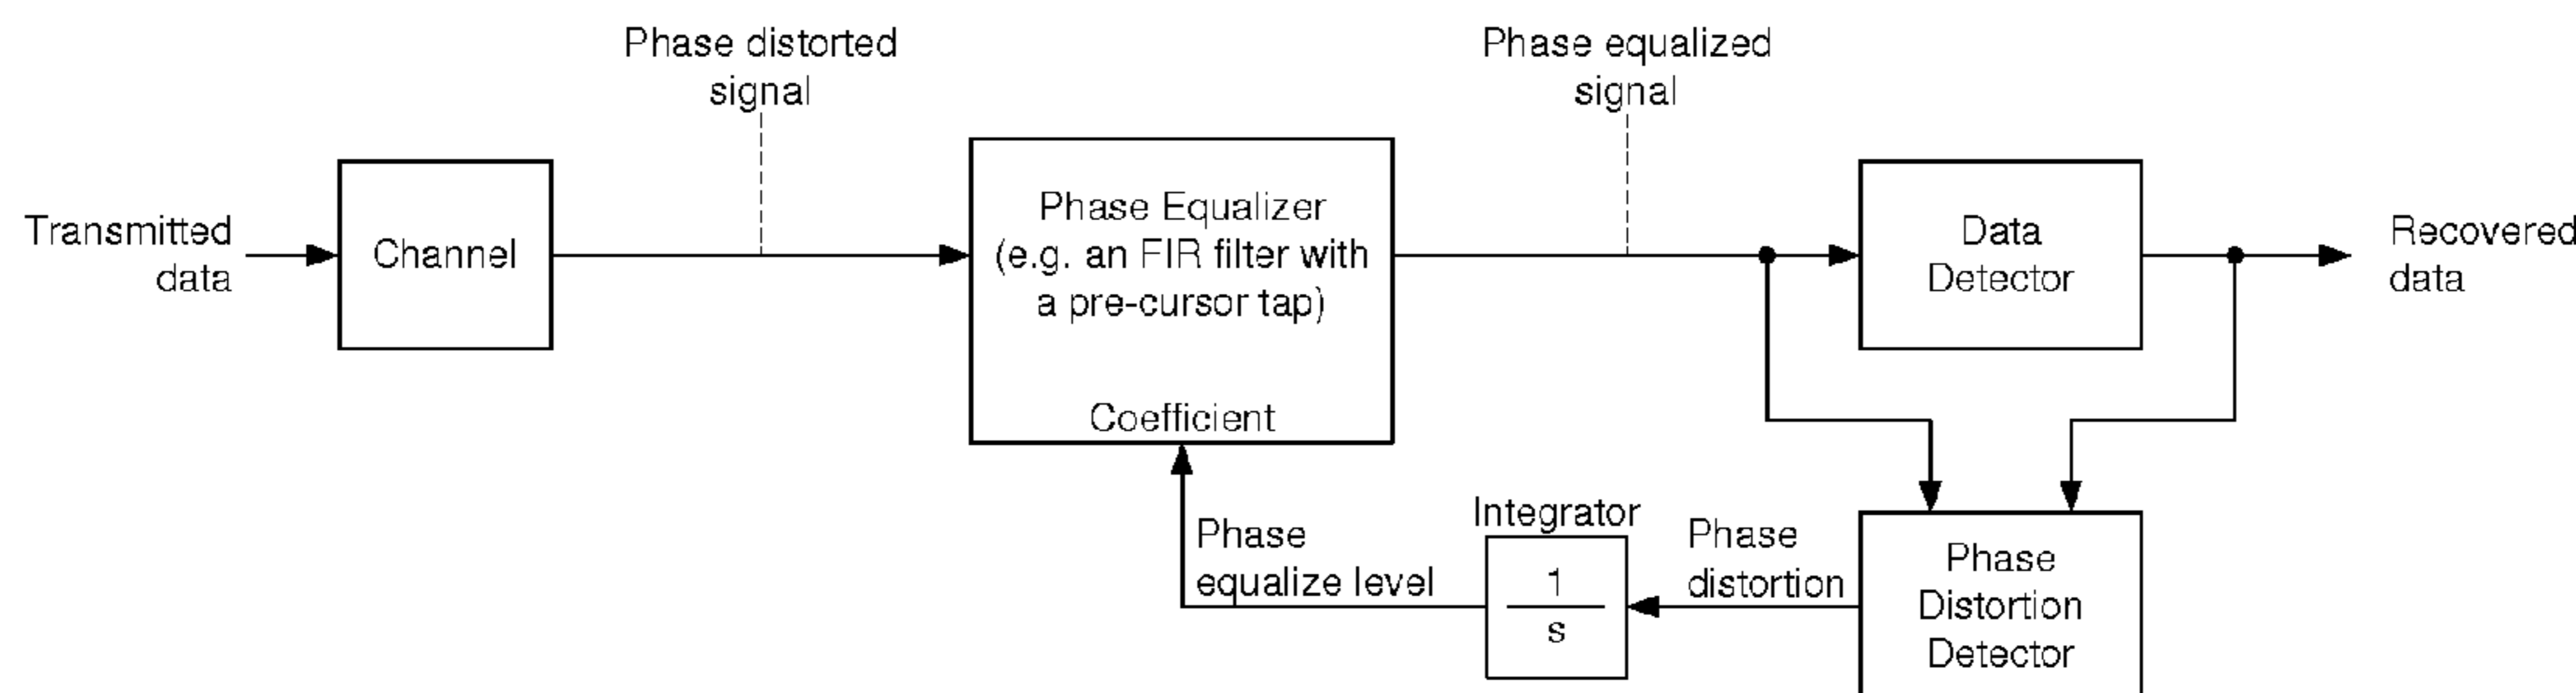 Phase distorted
signal
Phase equalized
signal
Transmitted
data
Channel
Phase Equalizer
(e.g. an FIR filter with
a pre-cursor tap)
Coefficient
Data
Detector
Recovered
data
Phase
equalize level
Integrator
1
s
Phase
distortion
Phase
Distortion
Detector